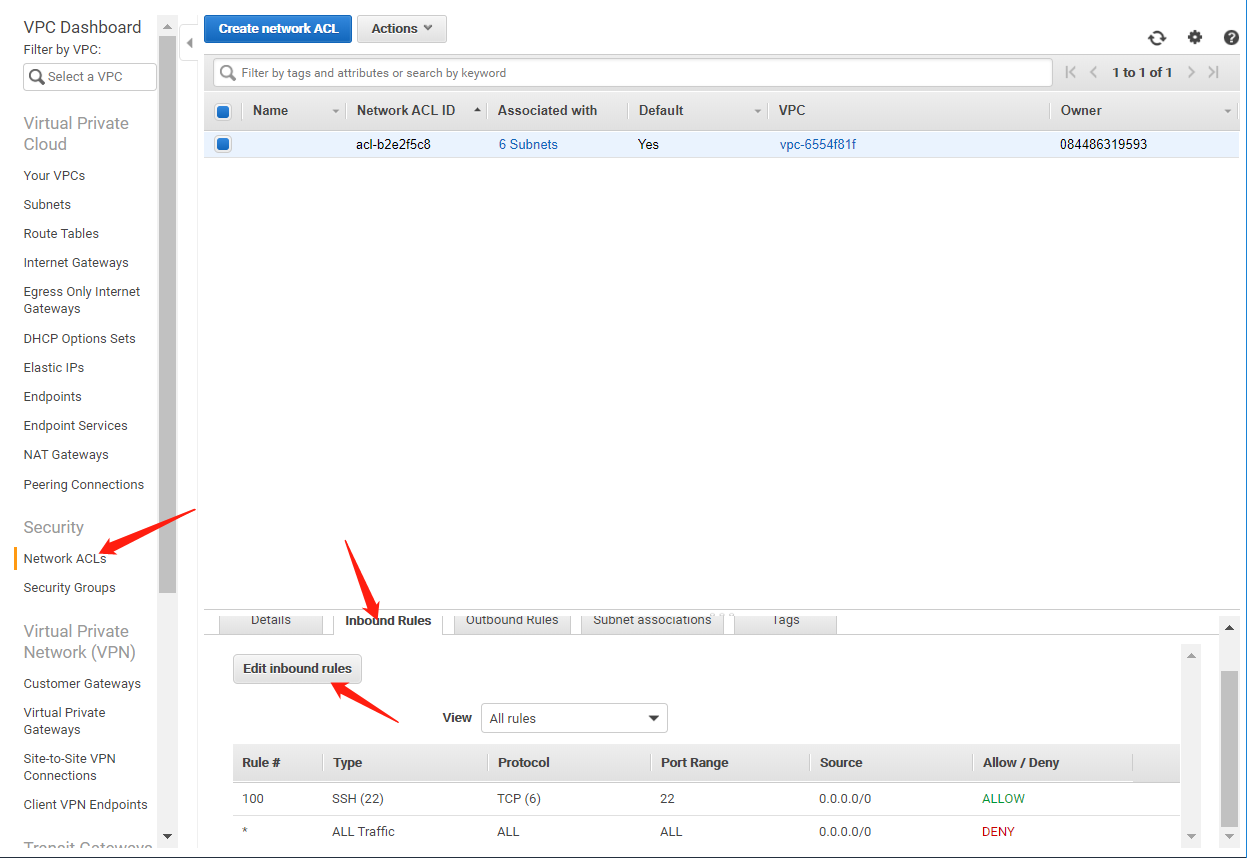 VPC Dashboard
Filter by VPC:
Select a VPC
Virtual Private
Cloud
Your VPCs
Subnets
Route Tables
Internet Gateways
Egress Only Internet
Gateways
DHCP Options Sets
Elastic IPs
Endpoints
Endpoint Services
NAT Gateways
Peering Connections
Security
Network ACLs
Security Groups
Virtual Private
Network (VPN)
Customer Gateways
Virtual Private
Gateways
Site-to-Site VPN
Connections
Client VPN Endpoints
Transit Gateways
Create network ACL Actions
Filter by tags and attributes or search by keyword 1 to 1 of 1
Name Network ACL ID Associated with Default VPC Owner
acl-b2e2f5c8 6 Subnets Yes vpc-6554f81f 084486319593
Details Inbound Rules Outbound Rules Subnet associations Tags
Edit inbound rules
View All rules
Rule # Type Protocol Port Range Source Allow / Deny
100 SSH (22) TCP (6) 22 0.0.0.0/0 ALLOW
* ALL Traffic ALL ALL 0.0.0.0/0 DENY